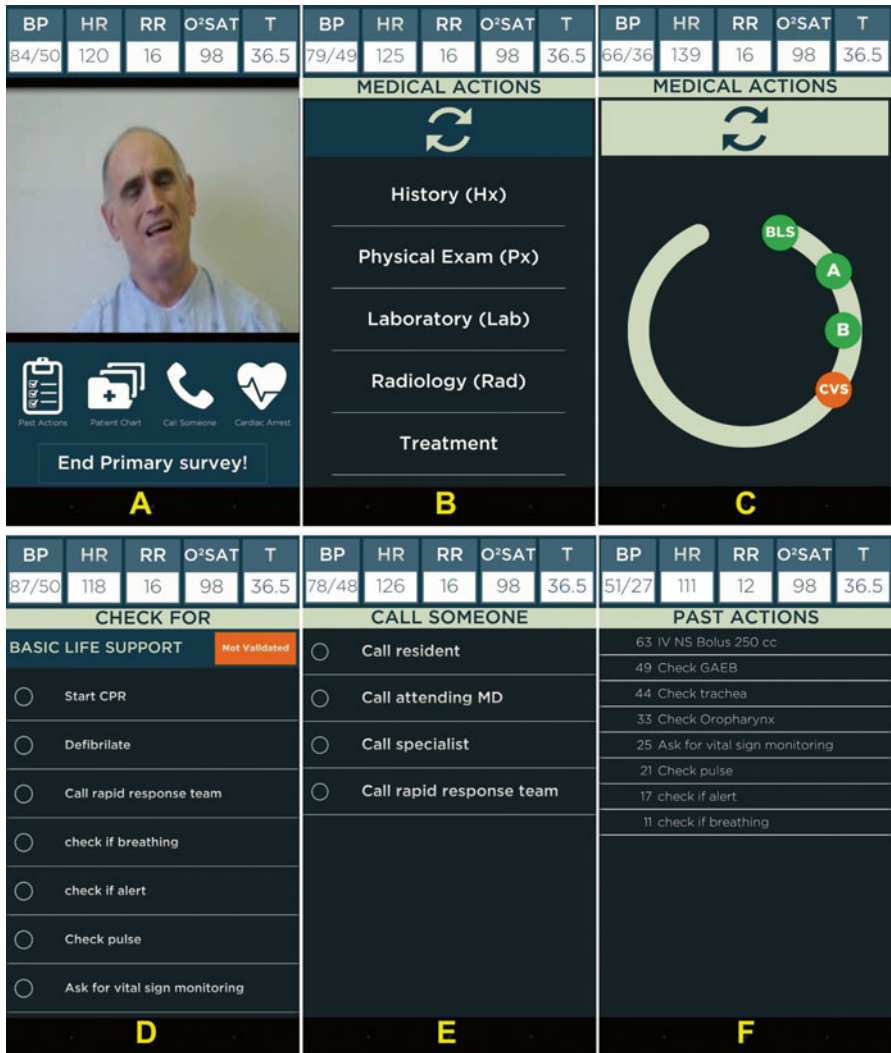 BP HR RR O²SAT T
84/50 120 16 98 36.5
Past Actions Patient Chart Call Someone Cardiac Arrest
End Primary survey!
A
BP HR RR O²SAT T
79/49 125 16 98 36.5
MEDICAL ACTIONS
History (Hx)
Physical Exam (Px)
Laboratory (Lab)
Radiology (Rad)
Treatment
B
BP HR RR O²SAT T
66/36 139 16 98 36.5
MEDICAL ACTIONS
BLS
A
B
CVS
C
BP HR RR O²SAT T
87/50 118 16 98 36.5
CHECK FOR
BASIC LIFE SUPPORT Not Validated
Start CPR
Defibrilate
Call rapid response team
check if breathing
check if alert
Check pulse
Ask for vital sign monitoring
D
BP HR RR O²SAT T
78/48 126 16 98 36.5
CALL SOMEONE
Call resident
Call attending MD
Call specialist
Call rapid response team
E
BP HR RR O²SAT T
51/27 111 12 98 36.5
PAST ACTIONS
63 IV NS Bolus 250 cc
49 Check GAEB
44 Check trachea
33 Check Oropharynx
25 Ask for vital sign monitoring
21 Check pulse
17 check if alert
11 check if breathing
F